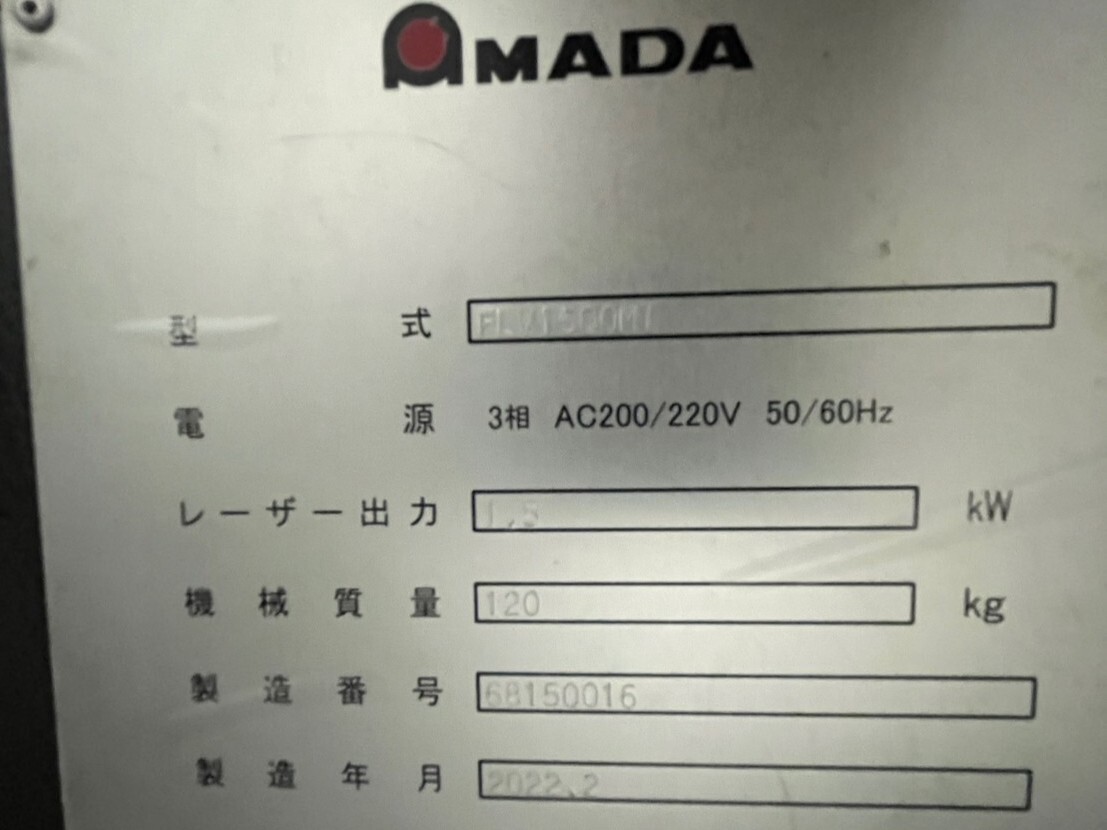 AMADA
型 式 FLW1500MT
電 源 3相 AC200/220V 50/60Hz
レーザー出力 1.5 kW
機械質量 120 kg
製造番号 68150016
製造年月 2022.2